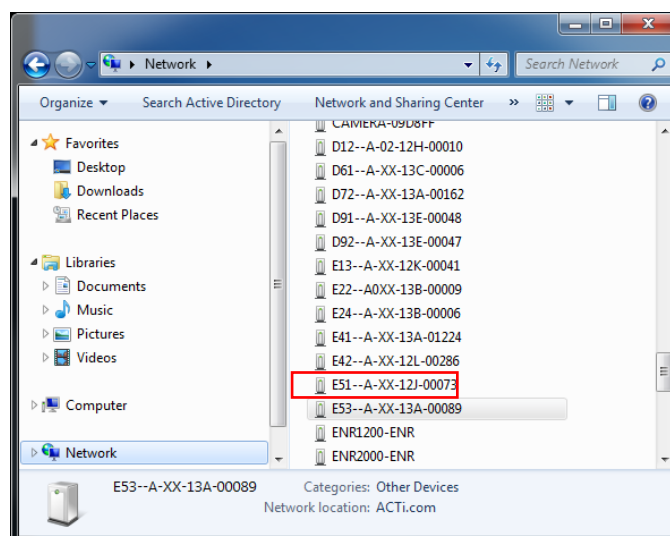 Network
Search Network
Organize Search Active Directory Network and Sharing Center »
Favorites
Desktop
Downloads
Recent Places
Libraries
Documents
Music
Pictures
Videos
Computer
Network
CAMERA-09D8FF
D12--A-02-12H-00010
D61--A-XX-13C-00006
D72--A-XX-13A-00162
D91--A-XX-13E-00048
D92--A-XX-13E-00047
E13--A-XX-12K-00041
E22--A0XX-13B-00009
E24--A-XX-13B-00006
E41--A-XX-13A-01224
E42--A-XX-12L-00286
E51--A-XX-12J-00073
E53--A-XX-13A-00089
ENR1200-ENR
ENR2000-ENR
E53--A-XX-13A-00089 Categories: Other Devices
Network location: ACTi.com